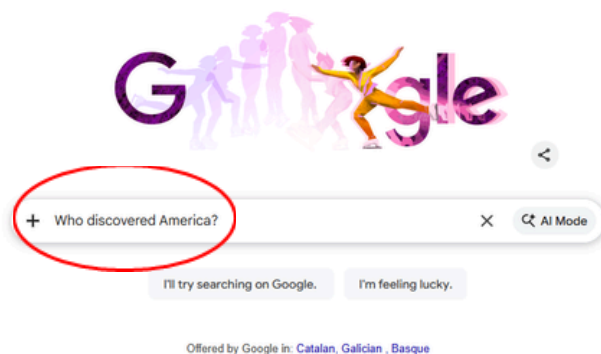 Google
Who discovered America?
AI Mode
I'll try searching on Google.
I'm feeling lucky.
Offered by Google in: Catalan, Galician , Basque